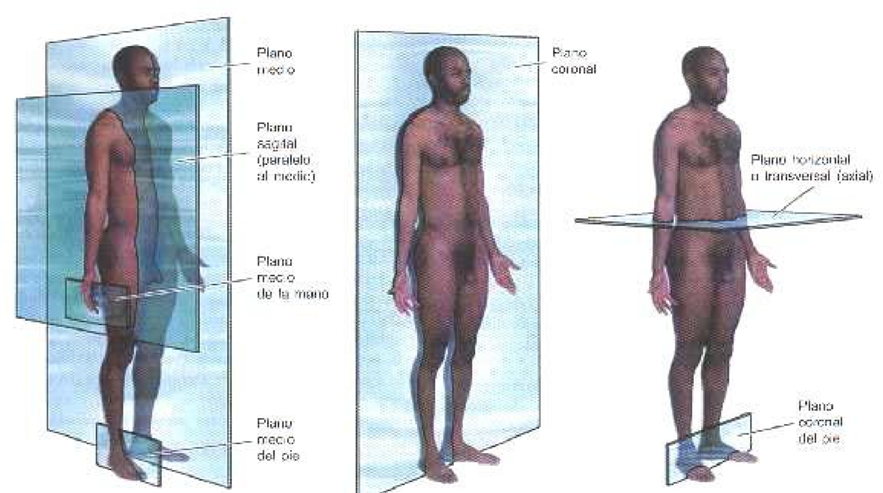 Plano
medio
Plano
sagital
(paralelo
al medio)
Plano
medio
de la mano
Plano
medio
del pie
Plano
coronal
Plano horizontal
o transversal (axial)
Plano
coronal
del pie